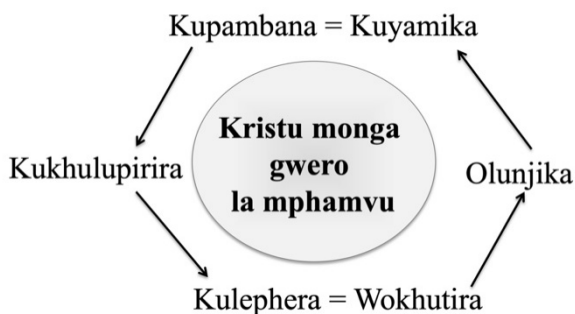 Kupambana = Kuyamika
Kristu monga
gwero
la mphamvu
Kukhulupirira
Olunjika
Kulephera = Wokhutira